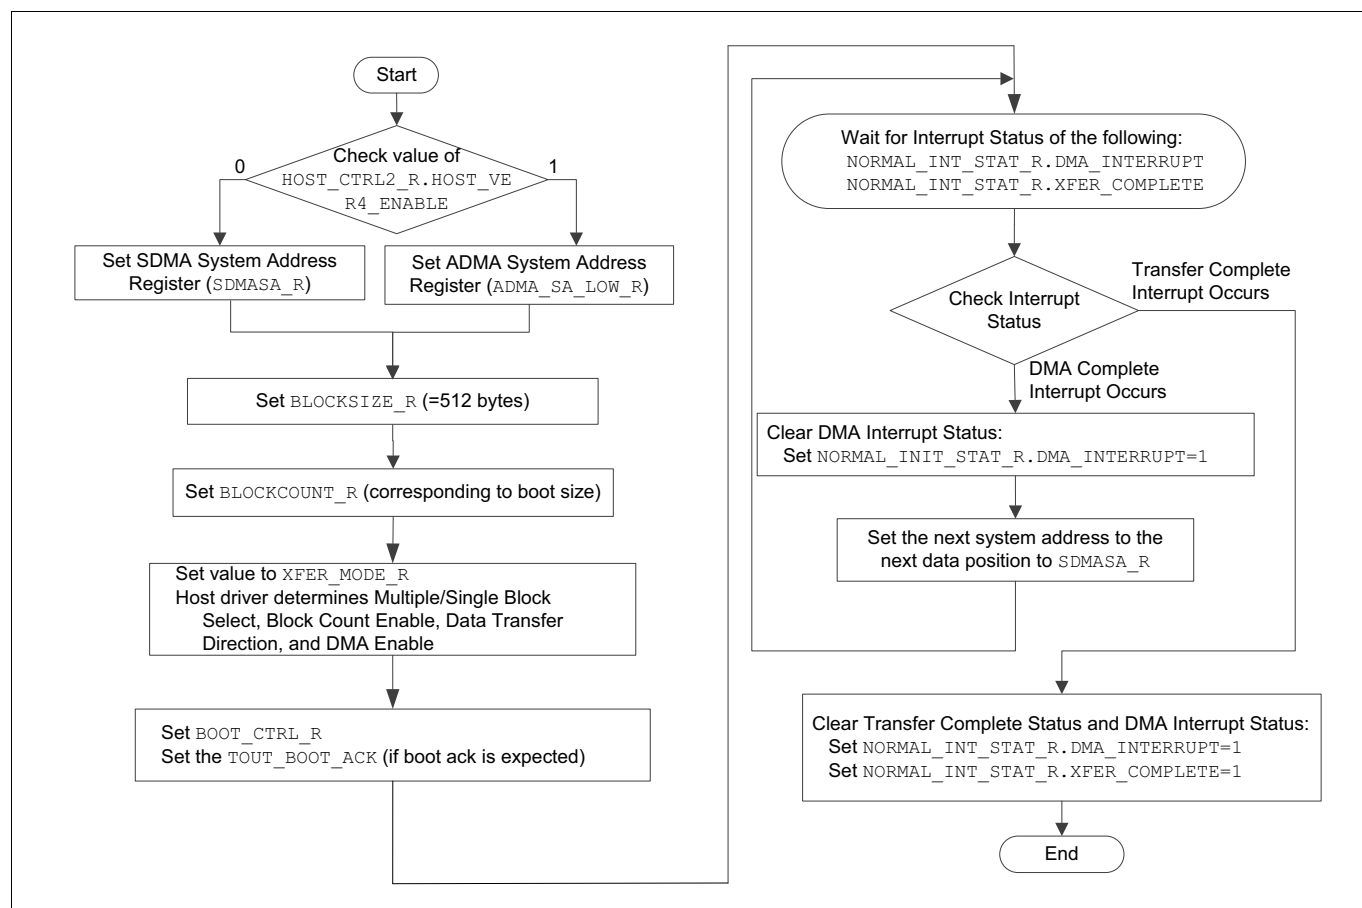 Start
Check value of
HOST_CTRL2_R.HOST_VE
R4_ENABLE
0
1
Set SDMA System Address
Register (SDMASA_R)
Set ADMA System Address
Register (ADMA_SA_LOW_R)
Set BLOCKSIZE_R (=512 bytes)
Set BLOCKCOUNT_R (corresponding to boot size)
Set value to XFER_MODE_R
Host driver determines Multiple/Single Block
Select, Block Count Enable, Data Transfer
Direction, and DMA Enable
Set BOOT_CTRL_R
Set the TOUT_BOOT_ACK (if boot ack is expected)
Wait for Interrupt Status of the following:
NORMAL_INT_STAT_R.DMA_INTERRUPT
NORMAL_INT_STAT_R.XFER_COMPLETE
Check Interrupt
Status
Transfer Complete
Interrupt Occurs
DMA Complete
Interrupt Occurs
Clear DMA Interrupt Status:
Set NORMAL_INIT_STAT_R.DMA_INTERRUPT=1
Set the next system address to the
next data position to SDMASA_R
Clear Transfer Complete Status and DMA Interrupt Status:
Set NORMAL_INT_STAT_R.DMA_INTERRUPT=1
Set NORMAL_INT_STAT_R.XFER_COMPLETE=1
End